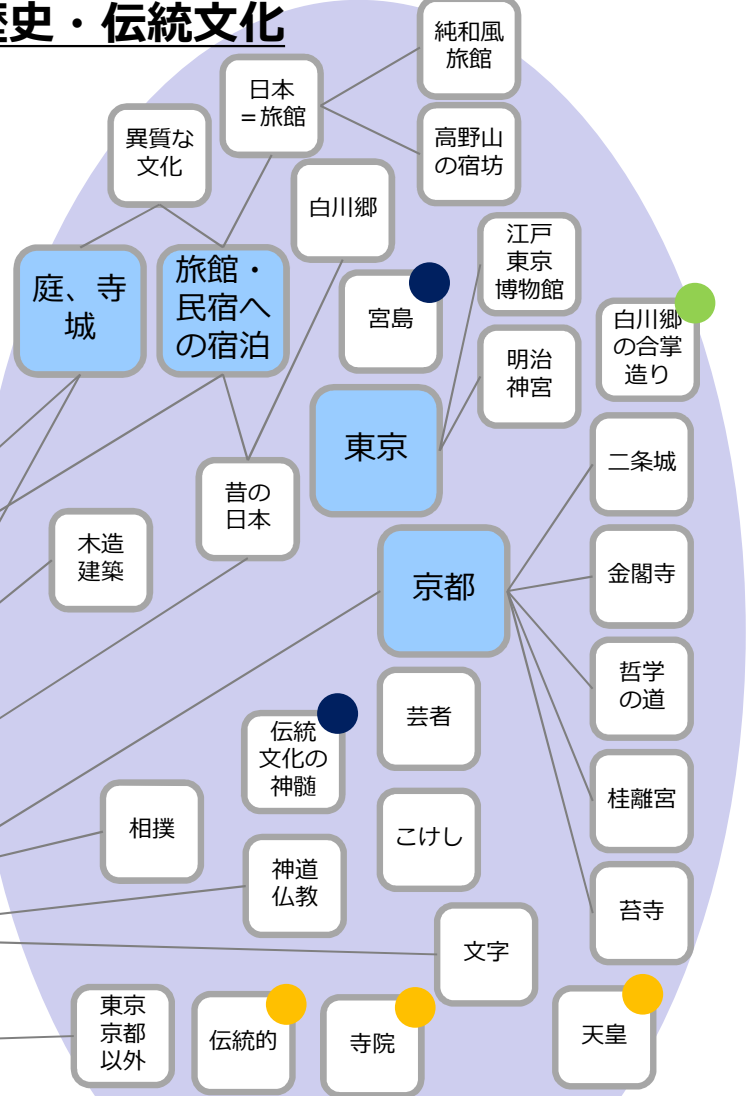 歴史・伝統文化
純和風
旅館
日本
＝旅館
異質な
文化
高野山
の宿坊
白川郷
江戸
東京
博物館
庭、寺
城
旅館・
民宿へ
の宿泊
宮島
白川郷
の合掌
造り
明治
神宮
東京
二条城
昔の
日本
木造
建築
京都
金閣寺
哲学
の道
芸者
伝統
文化の
神髄
桂離宮
相撲
こけし
神道
仏教
苔寺
文字
東京
京都
以外
伝統的
寺院
天皇